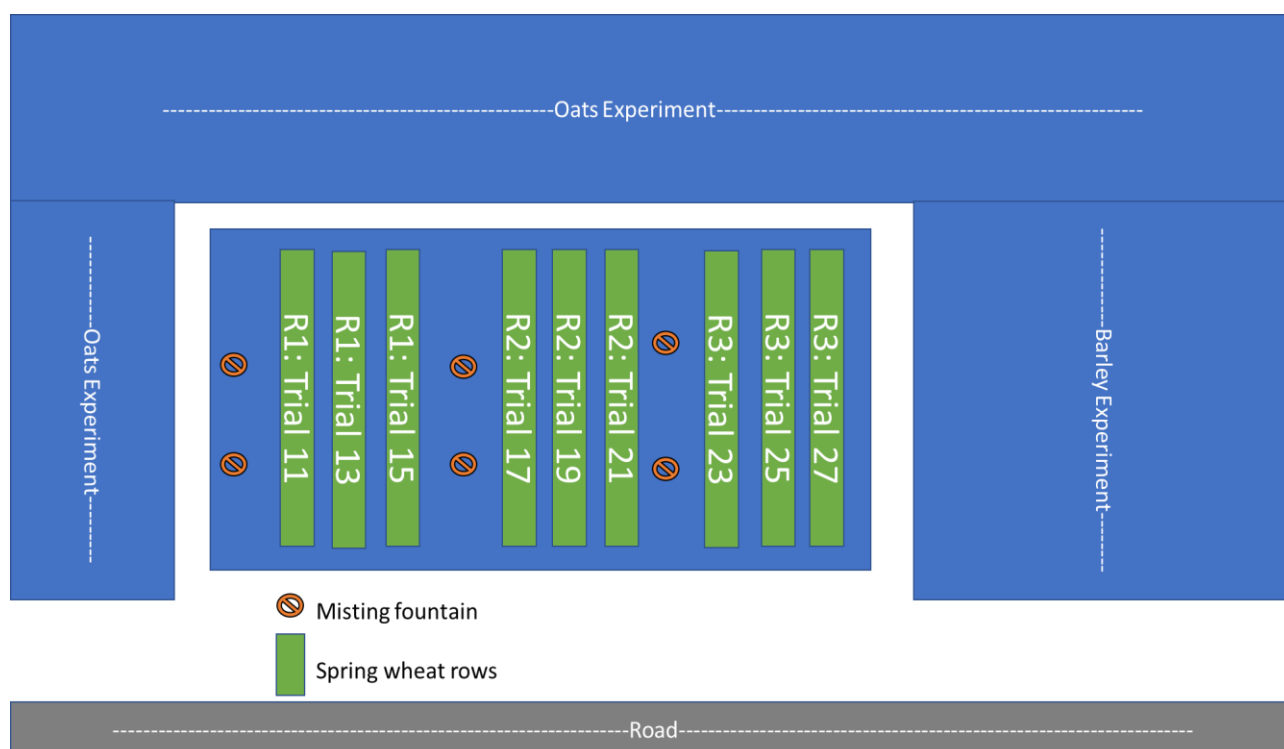 ------------------------------------------------Oats Experiment------------------------------------------------------
-----------Oats Experiment--------
R1: Trial 11
R1: Trial 13
R1: Trial 15
R2: Trial 17
R2: Trial 19
R2: Trial 21
R3: Trial 23
R3: Trial 25
R3: Trial 27
-----------Barley Experiment-------
Misting fountain
Spring wheat rows
---------------------------------------------------------------Road---------------------------------------------------------------